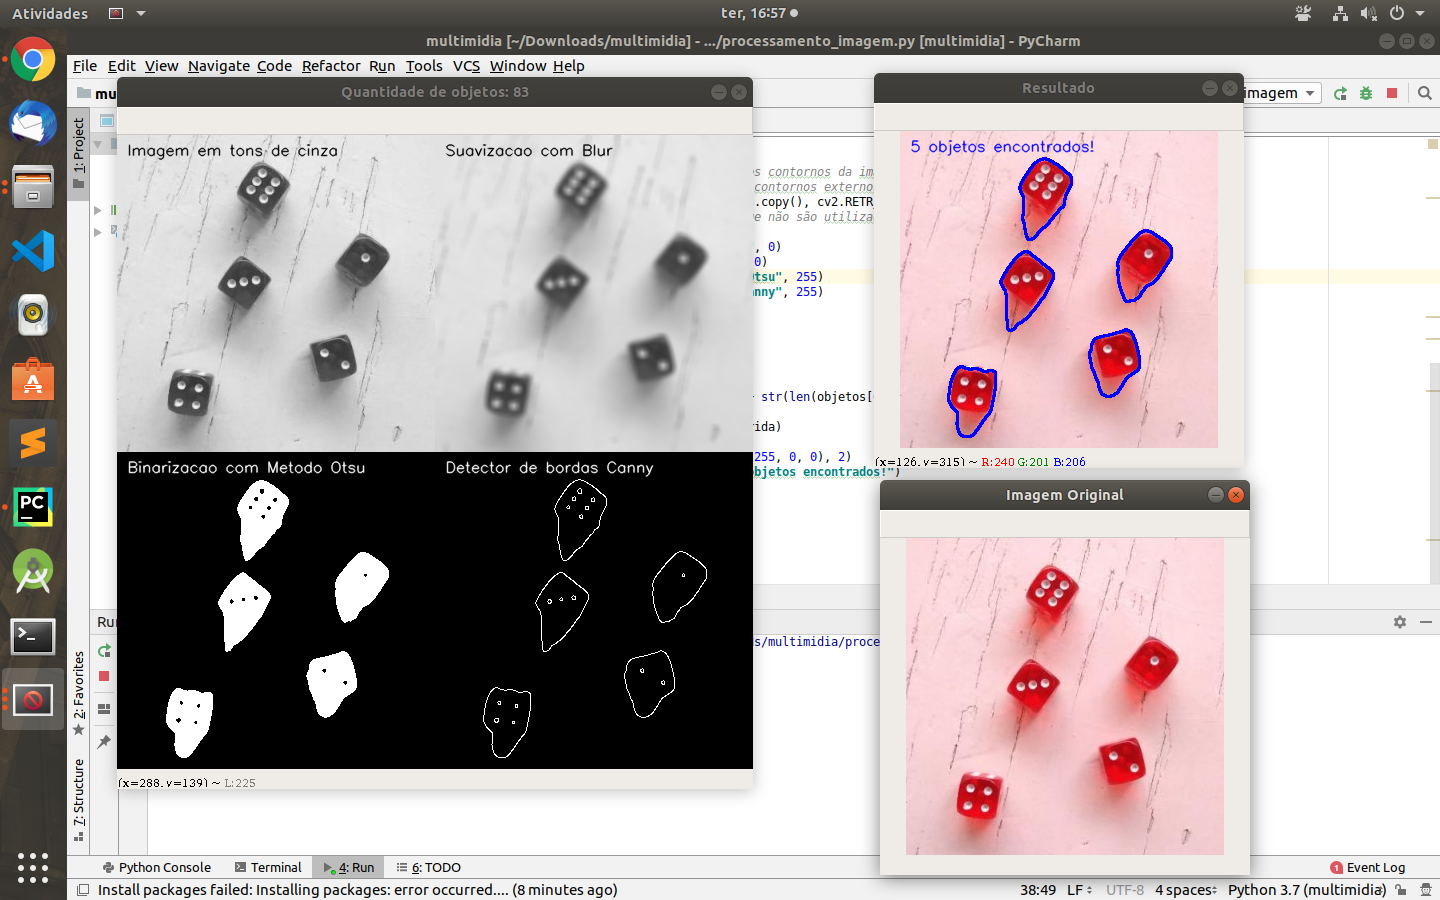 Atividades
ter, 16:57
multimidia [~/Downloads/multimidia] - .../processamento_imagem.py [multimidia] - PyCharm
File Edit View Navigate Code Refactor Run Tools VCS Window Help
mu
imagem
Quantidade de objetos: 83
Imagem em tons de cinza
Suavizacao com Blur
Binarizacao com Metodo Otsu
Detector de bordas Canny
(x=288, y=139) ~ L:225
1: Project
2: Favorites
7: Structure
os contornos da im
contornos externo
.copy(), cv2.RETR
ue não são utiliza
, 0)
0)
tsu", 255)
nny", 255)
str(len(objetos[
rida)
255, 0, 0), 2)
objetos encontrados!")
Resultado
5 objetos encontrados!
(x=126, y=315) ~ R:240 G:201 B:206
Imagem Original
Ru
s/multimidia/proce
Python Console
Terminal
4: Run
6: TODO
1 Event Log
Install packages failed: Installing packages: error occurred.... (8 minutes ago)
38:49 LF UTF-8 4 spaces Python 3.7 (multimidia)